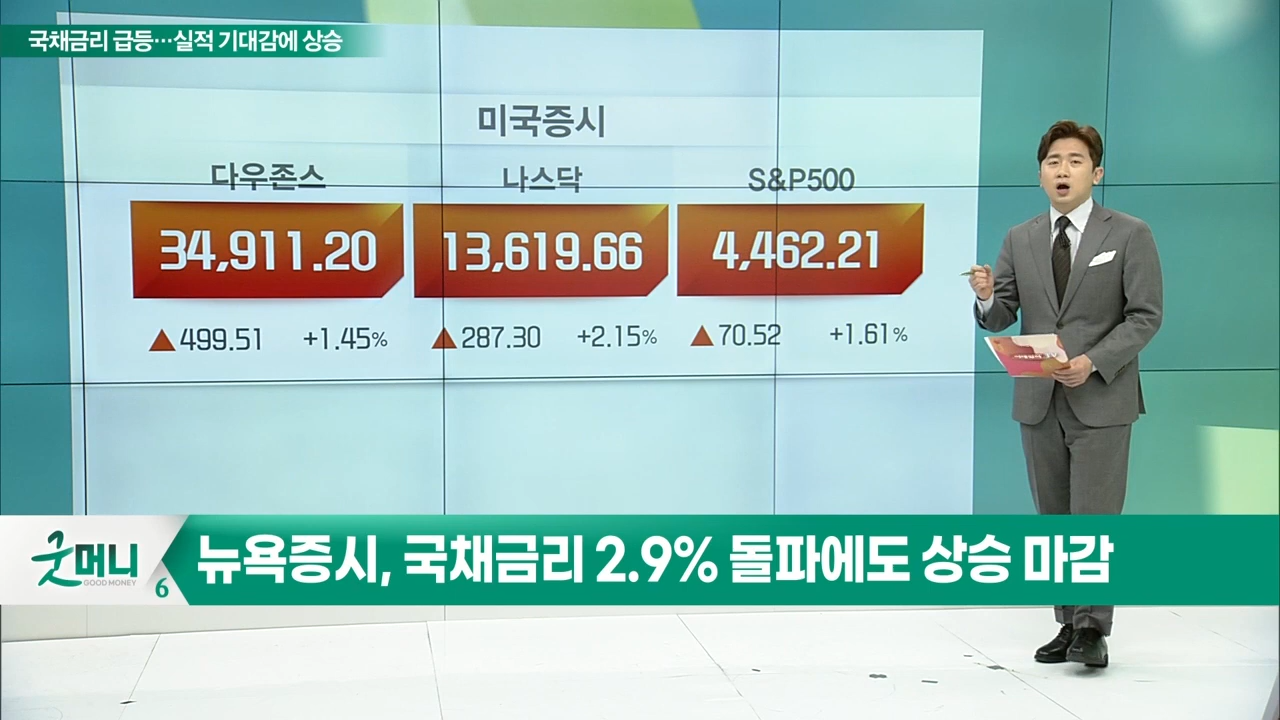 국채금리 급등…실적 기대감에 상승
미국증시
다우존스 나스닥 S&P500
34,911.20 13,619.66 4,462.21
▲499.51 +1.45% ▲287.30 +2.15% ▲70.52 +1.61%
굿머니
GOOD MONEY
6
뉴욕증시, 국채금리 2.9% 돌파에도 상승 마감